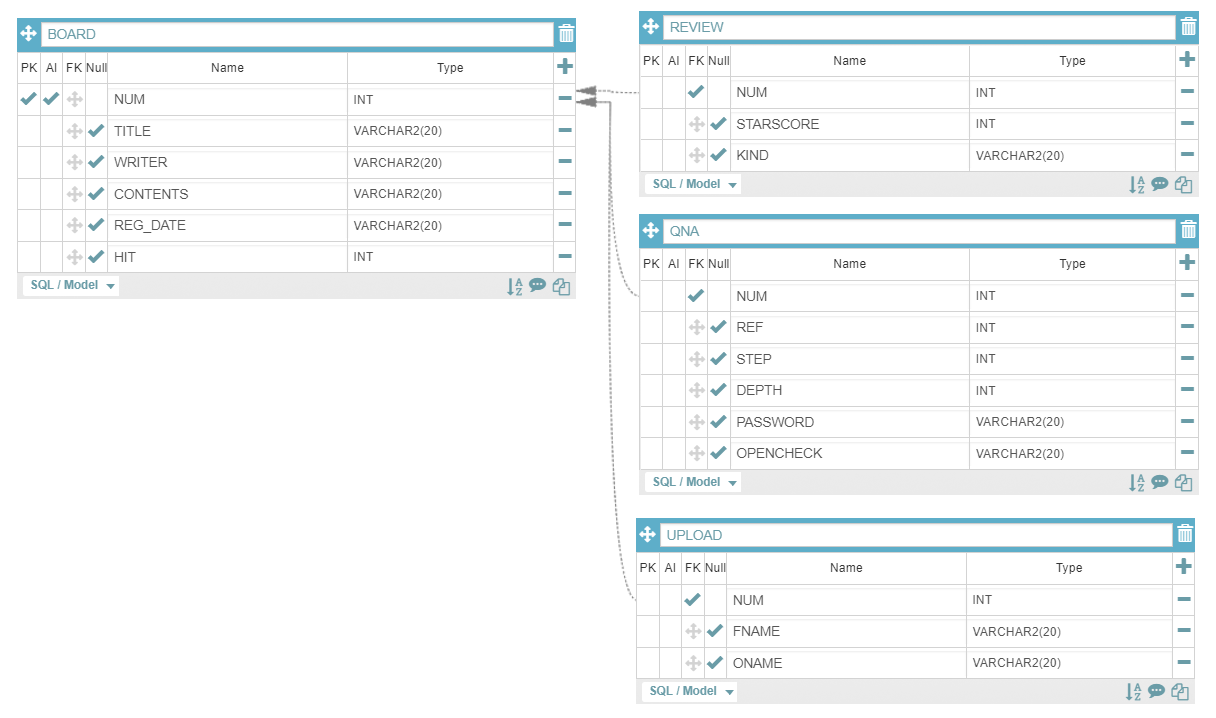 BOARD
PK AI FK Null Name Type
NUM INT
TITLE VARCHAR2(20)
WRITER VARCHAR2(20)
CONTENTS VARCHAR2(20)
REG_DATE VARCHAR2(20)
HIT INT
SQL / Model
A
Z
REVIEW
PK AI FK Null Name Type
NUM INT
STARSCORE INT
KIND VARCHAR2(20)
SQL / Model
A
Z
QNA
PK AI FK Null Name Type
NUM INT
REF INT
STEP INT
DEPTH INT
PASSWORD VARCHAR2(20)
OPENCHECK VARCHAR2(20)
SQL / Model
A
Z
UPLOAD
PK AI FK Null Name Type
NUM INT
FNAME VARCHAR2(20)
ONAME VARCHAR2(20)
SQL / Model
A
Z